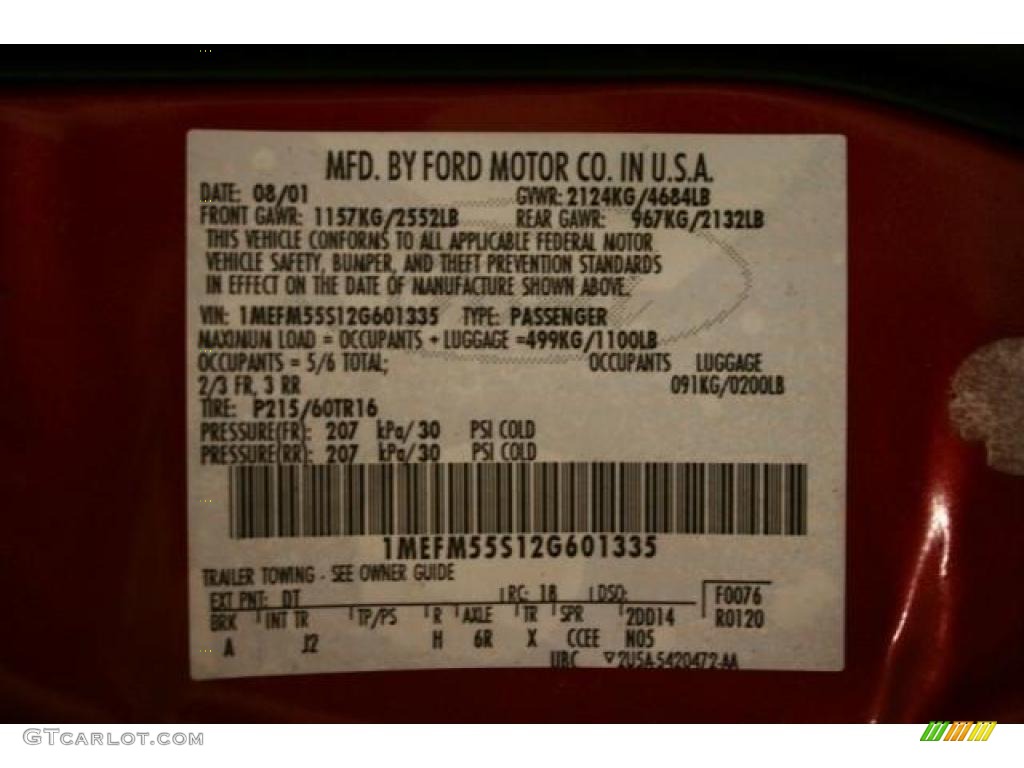 MFD. BY FORD MOTOR CO. IN U.S.A.
DATE: 08/01 GVWR: 2124KG/4684LB
FRONT GAWR: 1157KG/2552LB REAR GAWR: 967KG/2132LB
THIS VEHICLE CONFORMS TO ALL APPLICABLE FEDERAL MOTOR
VEHICLE SAFETY, BUMPER, AND THEFT PREVENTION STANDARDS
IN EFFECT ON THE DATE OF MANUFACTURE SHOWN ABOVE.
VIN: 1MEFM55S12G601335 TYPE: PASSENGER
MAXIMUM LOAD = OCCUPANTS + LUGGAGE =499KG/1100LB
OCCUPANTS = 5/6 TOTAL; OCCUPANTS LUGGAGE
2/3 FR, 3 RR 091KG/0200LB
TIRE: P215/60TR16
PRESSURE(FR): 207 kPa/30 PSI COLD
PRESSURE(RR): 207 kPa/30 PSI COLD
1MEFM55S12G601335
TRAILER TOWING - SEE OWNER GUIDE
EXT PNT: DT RC: 18 DSO: F0076
BRK INT TR TP/PS R AXLE TR SPR 2DD14 R0120
A J2 H 6R X CCEE N05
UBC ▽2U5A-5420472-AA
GTCARLOT.COM